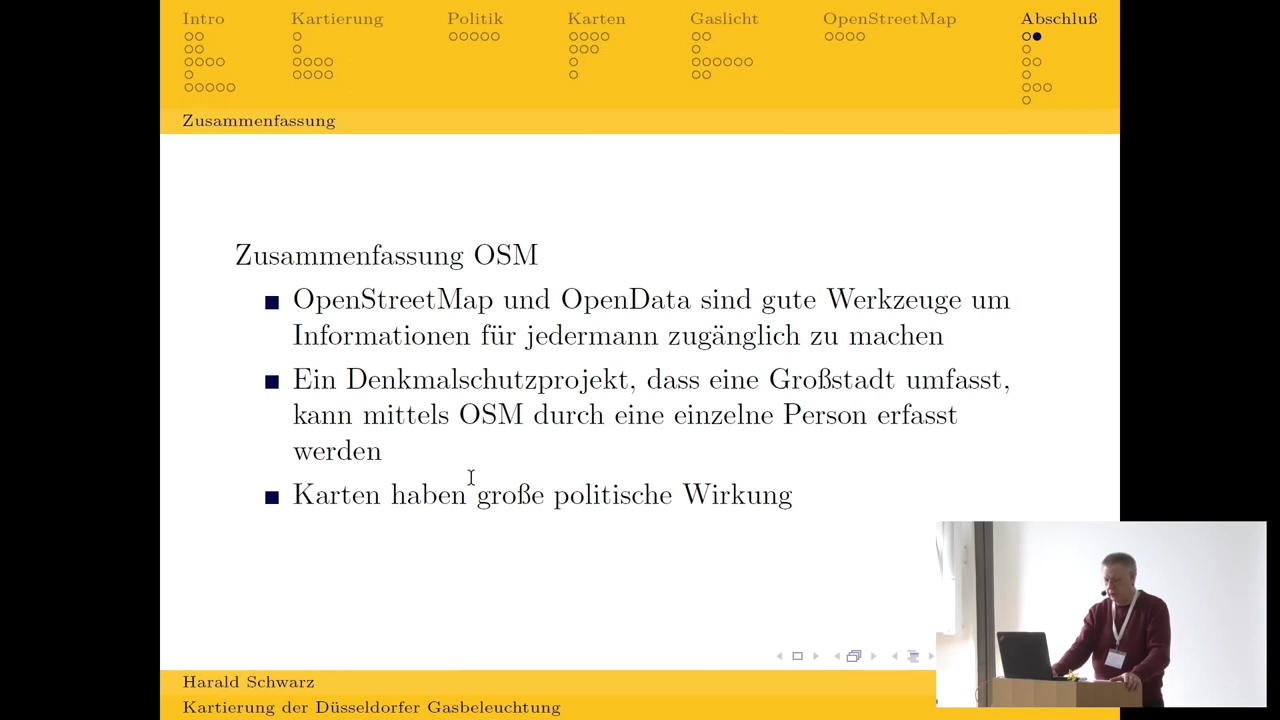 Intro Kartierung Politik Karten Gaslicht OpenStreetMap Abschluß
Zusammenfassung
Zusammenfassung OSM
OpenStreetMap und OpenData sind gute Werkzeuge um
Informationen für jedermann zugänglich zu machen
Ein Denkmalschutzprojekt, dass eine Großstadt umfasst,
kann mittels OSM durch eine einzelne Person erfasst
werden
Karten haben große politische Wirkung
Harald Schwarz
Kartierung der Düsseldorfer Gasbeleuchtung